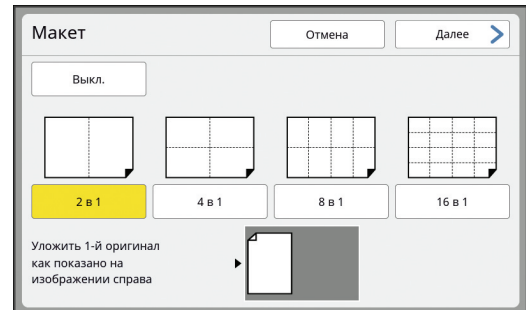 Макет
Отмена
Далее
Выкл.
2 в 1
4 в 1
8 в 1
16 в 1
Уложить 1-й оригинал
как показано на
изображении справа